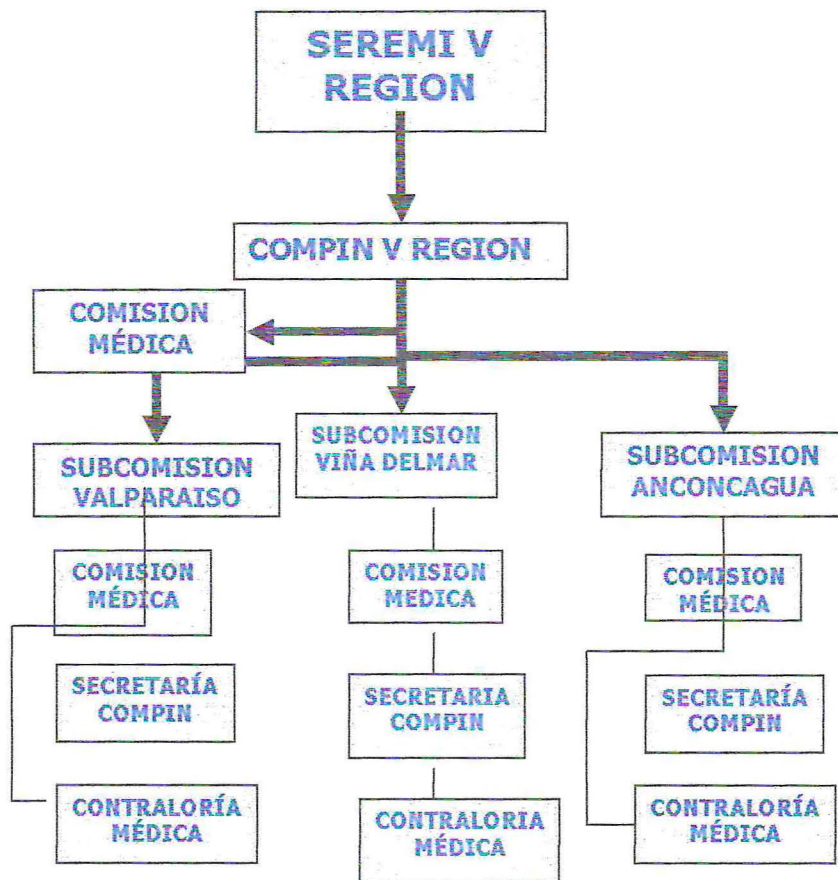 SEREMI V
REGION
COMPIN V REGION
COMISION
MÉDICA
SUBCOMISION
VALPARAISO
SUBCOMISION
VIÑA DELMAR
SUBCOMISION
ANCONCAGUA
COMISION
MÉDICA
COMISION
MEDICA
COMISION
MÉDICA
SECRETARÍA
COMPIN
SECRETARIA
COMPIN
SECRETARÍA
COMPIN
CONTRALORÍA
MÉDICA
CONTRALORIA
MÉDICA
CONTRALORÍA
MÉDICA